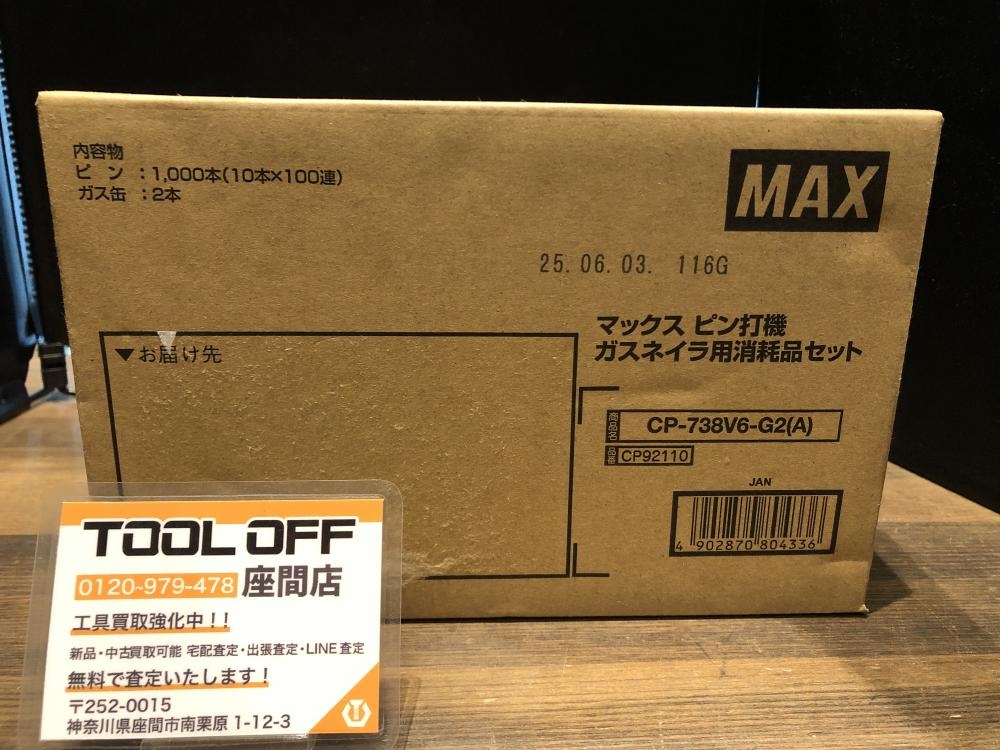 内容物
ピン：1,000本(10本×100連)
ガス缶：2本
MAX
25.06.03. 116G
マックス ピン打機
ガスネイラ用消耗品セット
▼お届け先
商品名 CP-738V6-G2(A)
品番 CP92110
JAN
4 902870 804336
TOOL OFF
0120-979-478 座間店
工具買取強化中！！
新品・中古買取可能 宅配査定・出張査定・LINE査定
無料で査定いたします！
〒252-0015
神奈川県座間市南栗原 1-12-3